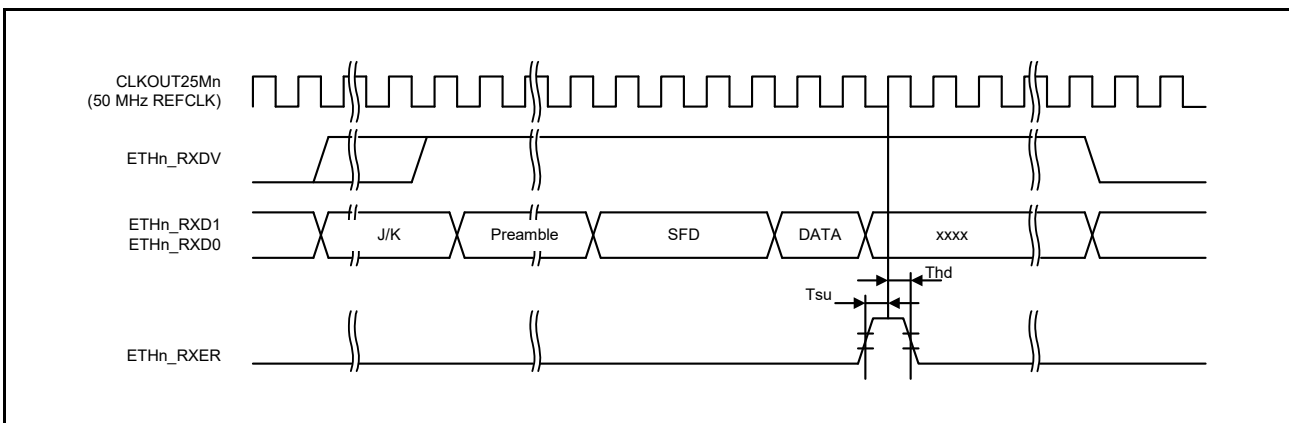 CLKOUT25Mn
(50 MHz REFCLK)
ETHn_RXDV
ETHn_RXD1
ETHn_RXD0
J/K
Preamble
SFD
DATA
xxxx
Thd
Tsu
ETHn_RXER